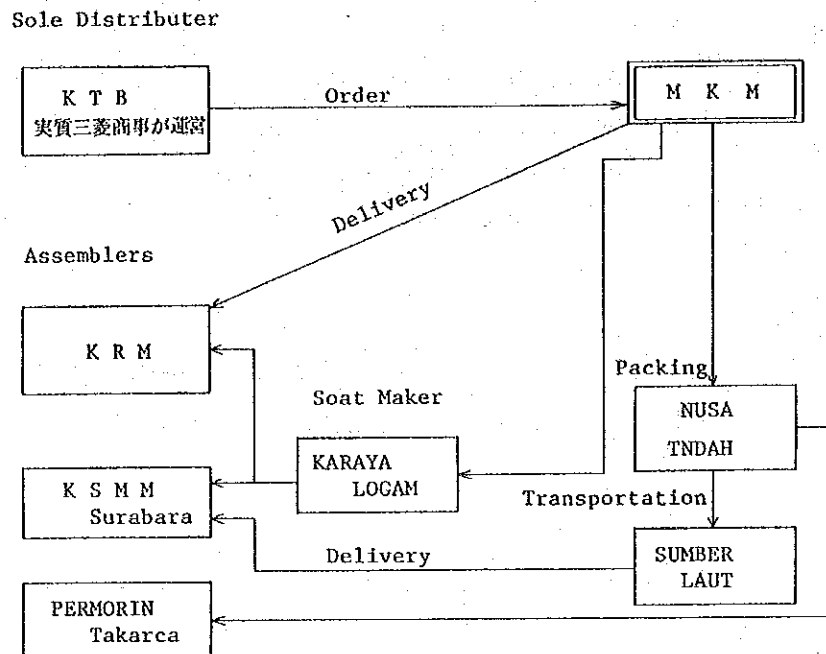 Sole Distributer
K T B
実質三菱商事が運営
Order
M K M
Delivery
Assemblers
K R M
Packing
Soat Maker
NUSA
TNDAH
KARAYA
LOGAM
K S M M
Surabara
Transportation
Delivery
SUMBER
LAUT
PERMORIN
Takarca